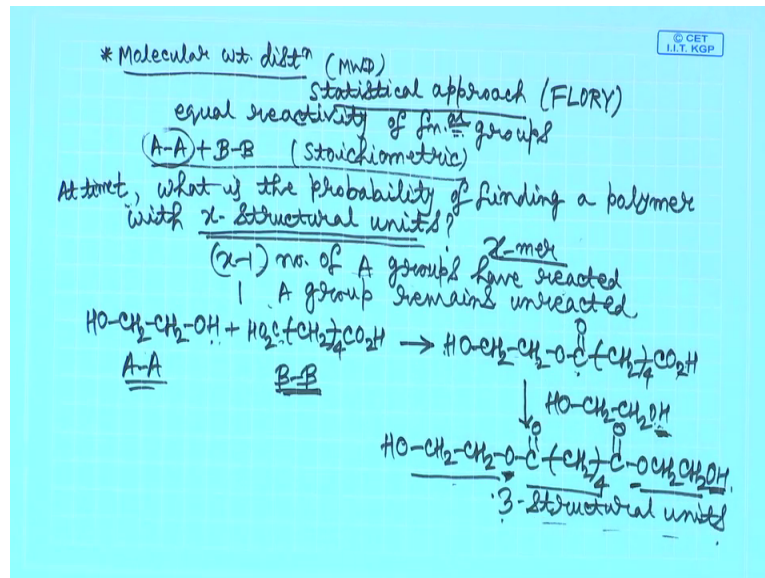 © CET
I.I.T. KGP
* Molecular wt. distⁿ (MWD)
Statistical approach (FLORY)
equal reactivity of fn.al groups
(A-A) + B-B (Stoichiometric)
At time t, what is the probability of finding a polymer
with x- structural units?
x-mer
(x-1) no. of A groups have reacted
1 A group remains unreacted
HO-CH₂-CH₂-OH + HO₂C-(CH₂)₄-CO₂H → HO-CH₂-CH₂-O-C(=O)-(CH₂)₄-CO₂H
A-A B-B
↓ HO-CH₂-CH₂OH
HO-CH₂-CH₂-O-C(=O)-(CH₂)₄-C(=O)-OCH₂CH₂OH
3-Structural units